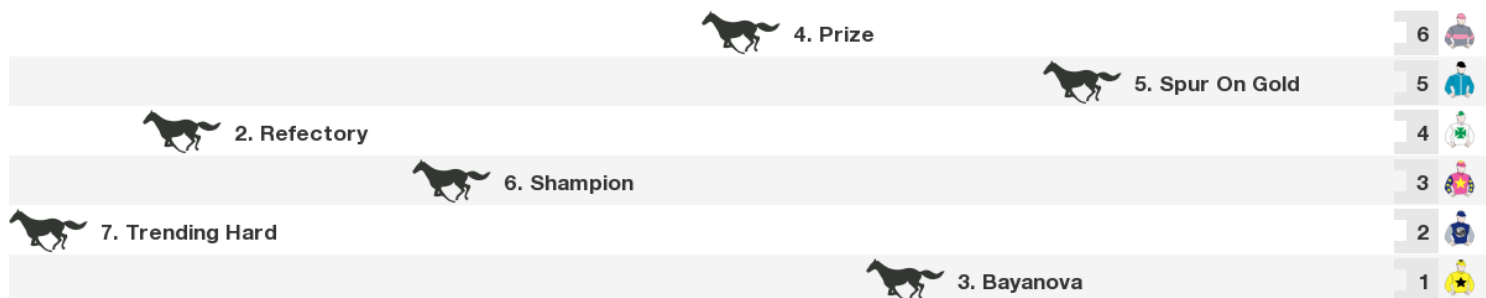 4. Prize 6
5. Spur On Gold 5
2. Refectory 4
6. Shampion 3
7. Trending Hard 2
3. Bayanova 1